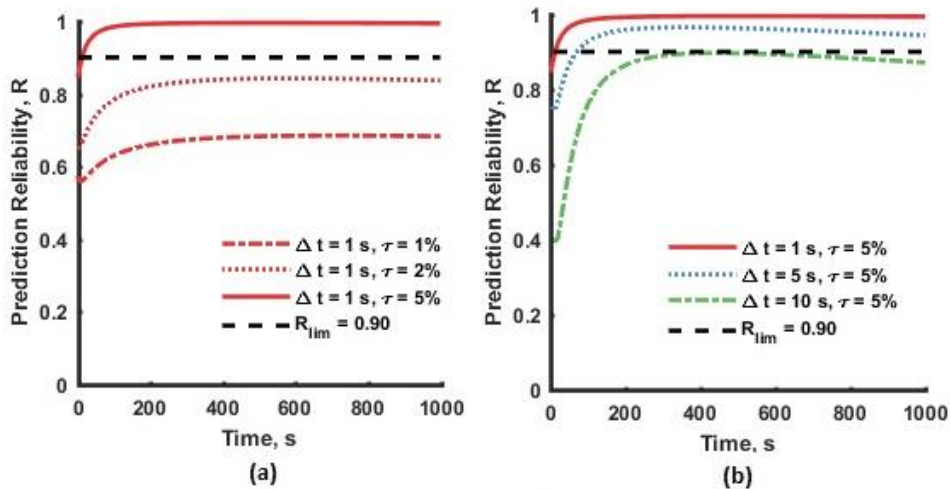 Prediction Reliability, R
1
0.8
0.6
0.4
0.2
0
Δ t = 1 s, τ = 1%
Δ t = 1 s, τ = 2%
Δ t = 1 s, τ = 5%
R_lim = 0.90
0 200 400 600 800 1000
Time, s
(a)
Prediction Reliability, R
1
0.8
0.6
0.4
0.2
0
Δ t = 1 s, τ = 5%
Δ t = 5 s, τ = 5%
Δ t = 10 s, τ = 5%
R_lim = 0.90
0 200 400 600 800 1000
Time, s
(b)